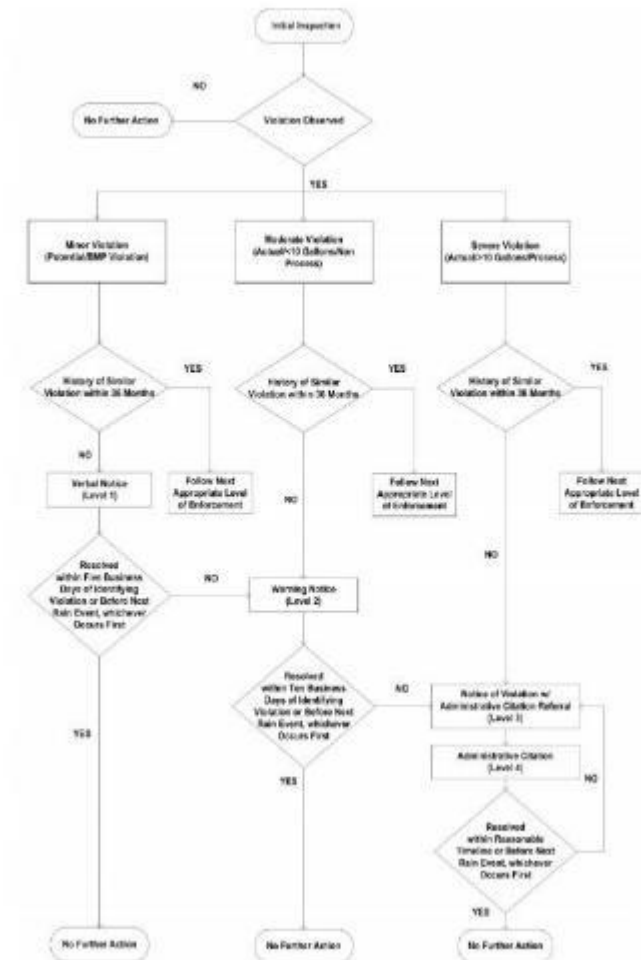 Initial Inspection
NO
No Further Action
Violation Observed
YES
Minor Violation
(Potential/BMP Violation)
Moderate Violation
(Actual/<10 Gallons/Non
Process)
Severe Violation
(Actual/>10 Gallons/Process)
History of Similar
Violation within 36 Months
YES
History of Similar
Violation within 36 Months
YES
History of Similar
Violation within 36 Months
YES
NO
Verbal Notice
(Level 1)
Follow Next
Appropriate Level
of Enforcement
NO
Follow Next
Appropriate Level
of Enforcement
NO
Follow Next
Appropriate Level
of Enforcement
Resolved
within Five Business
Days of Identifying
Violation or Before Next
Rain Event, whichever
Occurs First
NO
Warning Notice
(Level 2)
Resolved
within Ten Business
Days of Identifying
Violation or Before Next
Rain Event, whichever
Occurs First
NO
Notice of Violation w/
Administrative Citation Referral
(Level 3)
YES
YES
Administrative Citation
(Level 4)
NO
Resolved
within Reasonable
Timeline or Before Next
Rain Event, whichever
Occurs First
YES
No Further Action
No Further Action
No Further Action